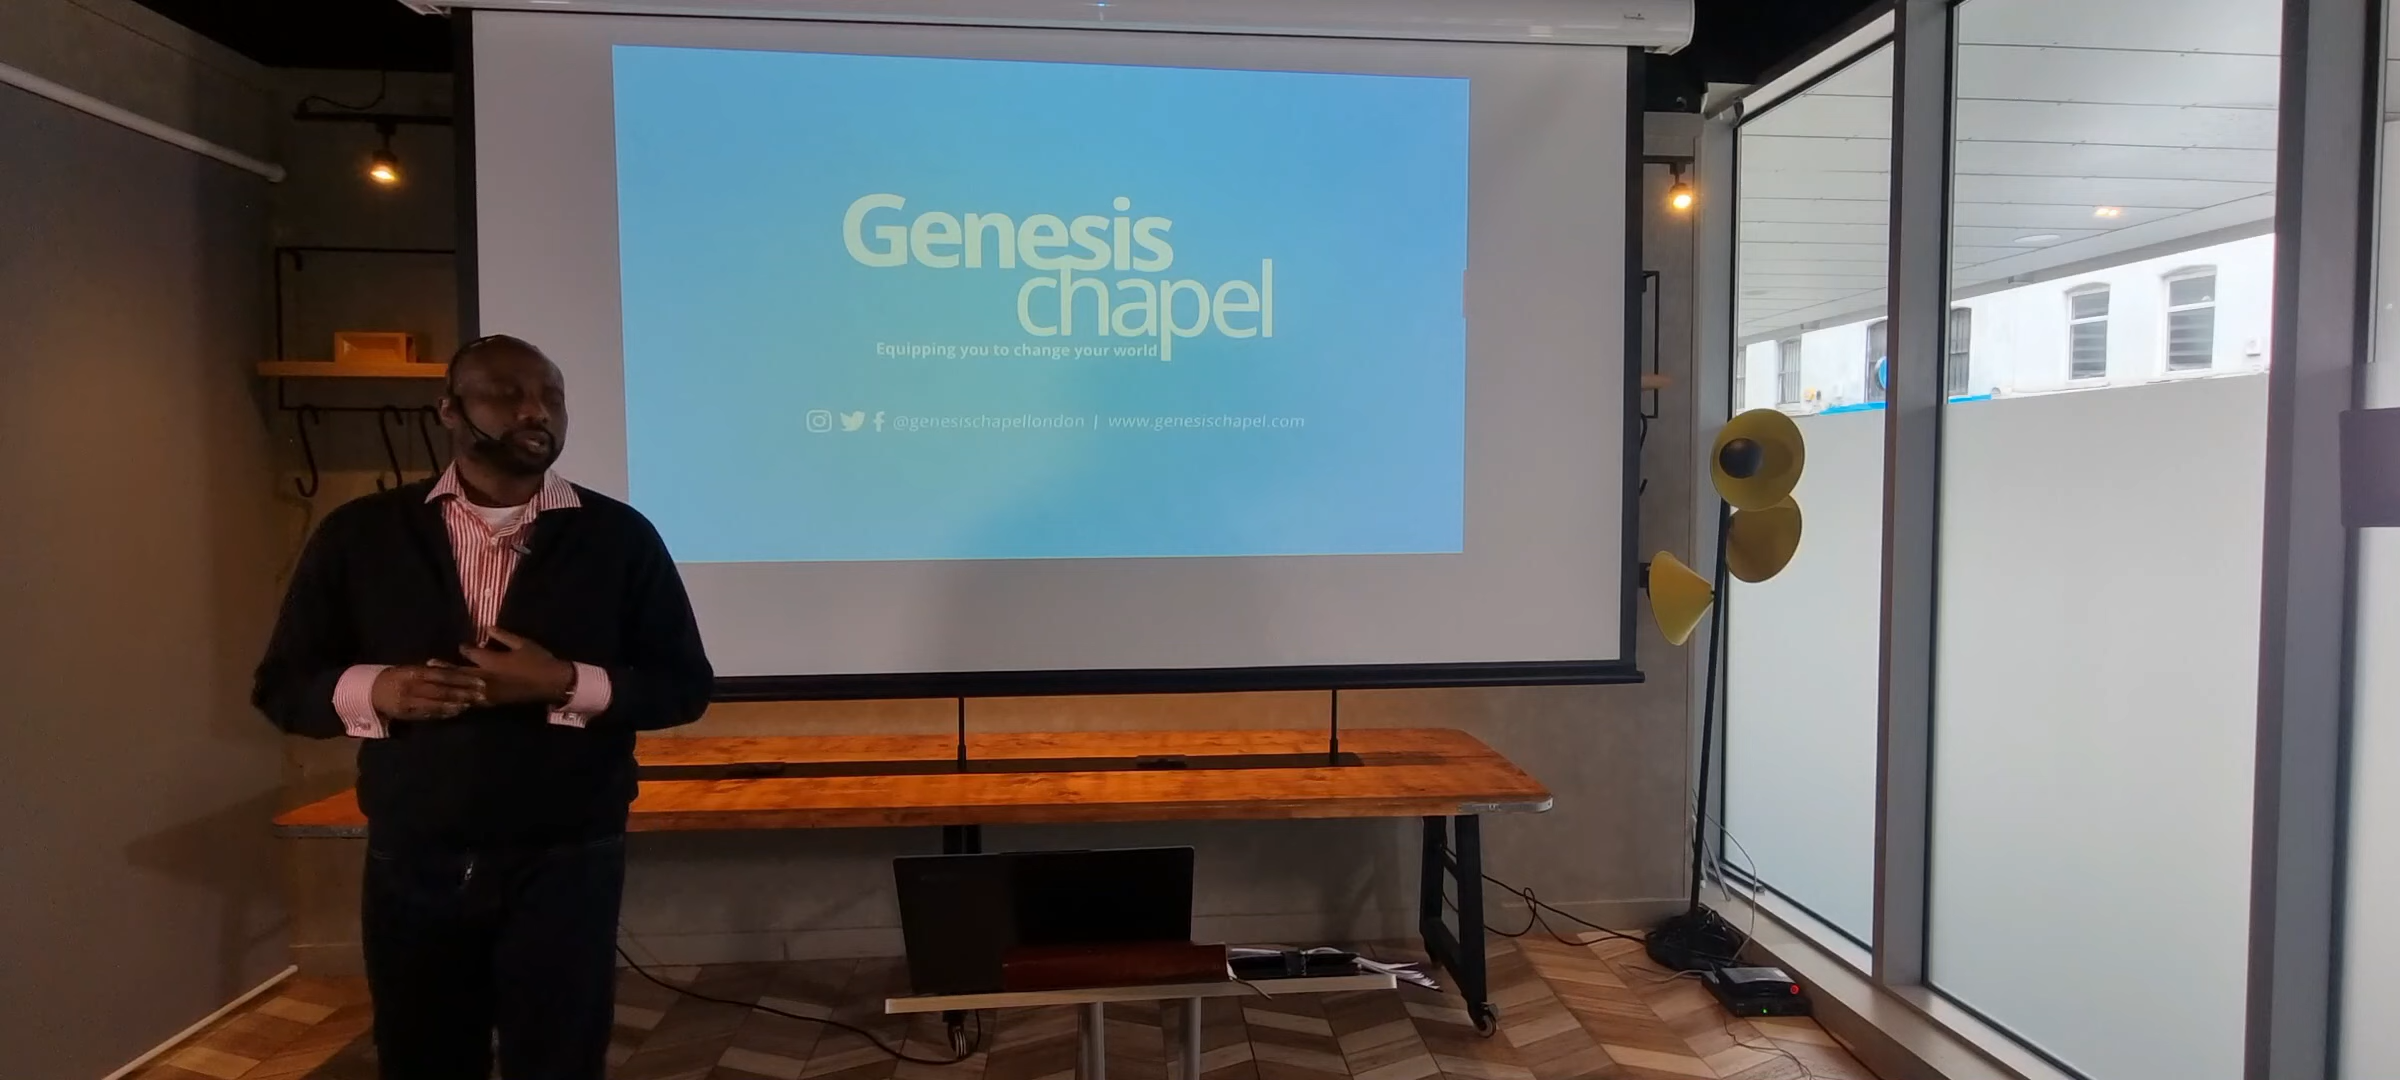 Genesis
chapel
Equipping you to change your world
@genesischapellondon | www.genesischapel.com